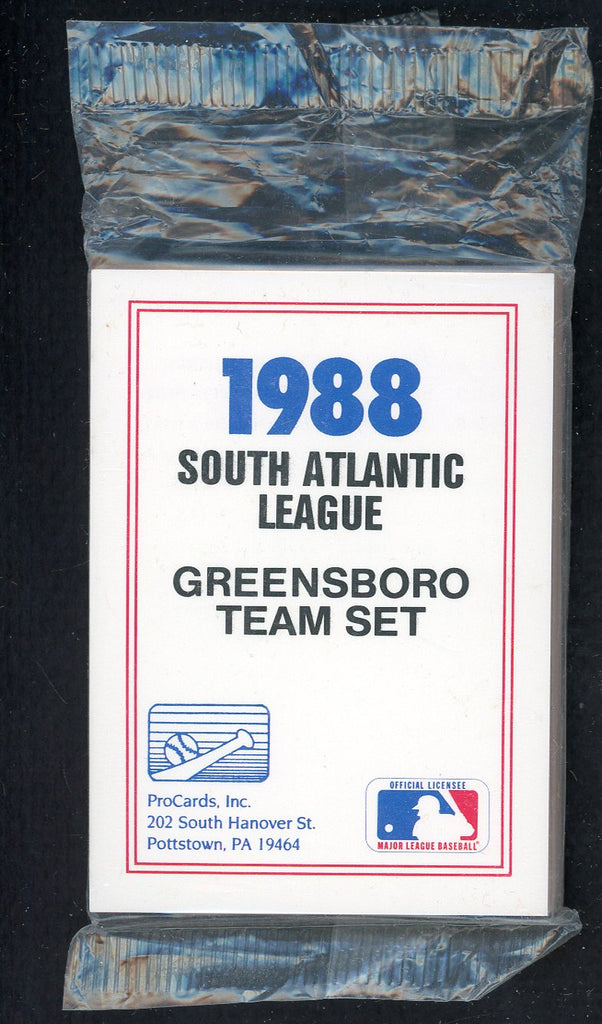 1988
SOUTH ATLANTIC
LEAGUE
GREENSBORO
TEAM SET
ProCards, Inc.
202 South Hanover St.
Pottstown, PA 19464
OFFICIAL LICENSEE
MAJOR LEAGUE BASEBALL